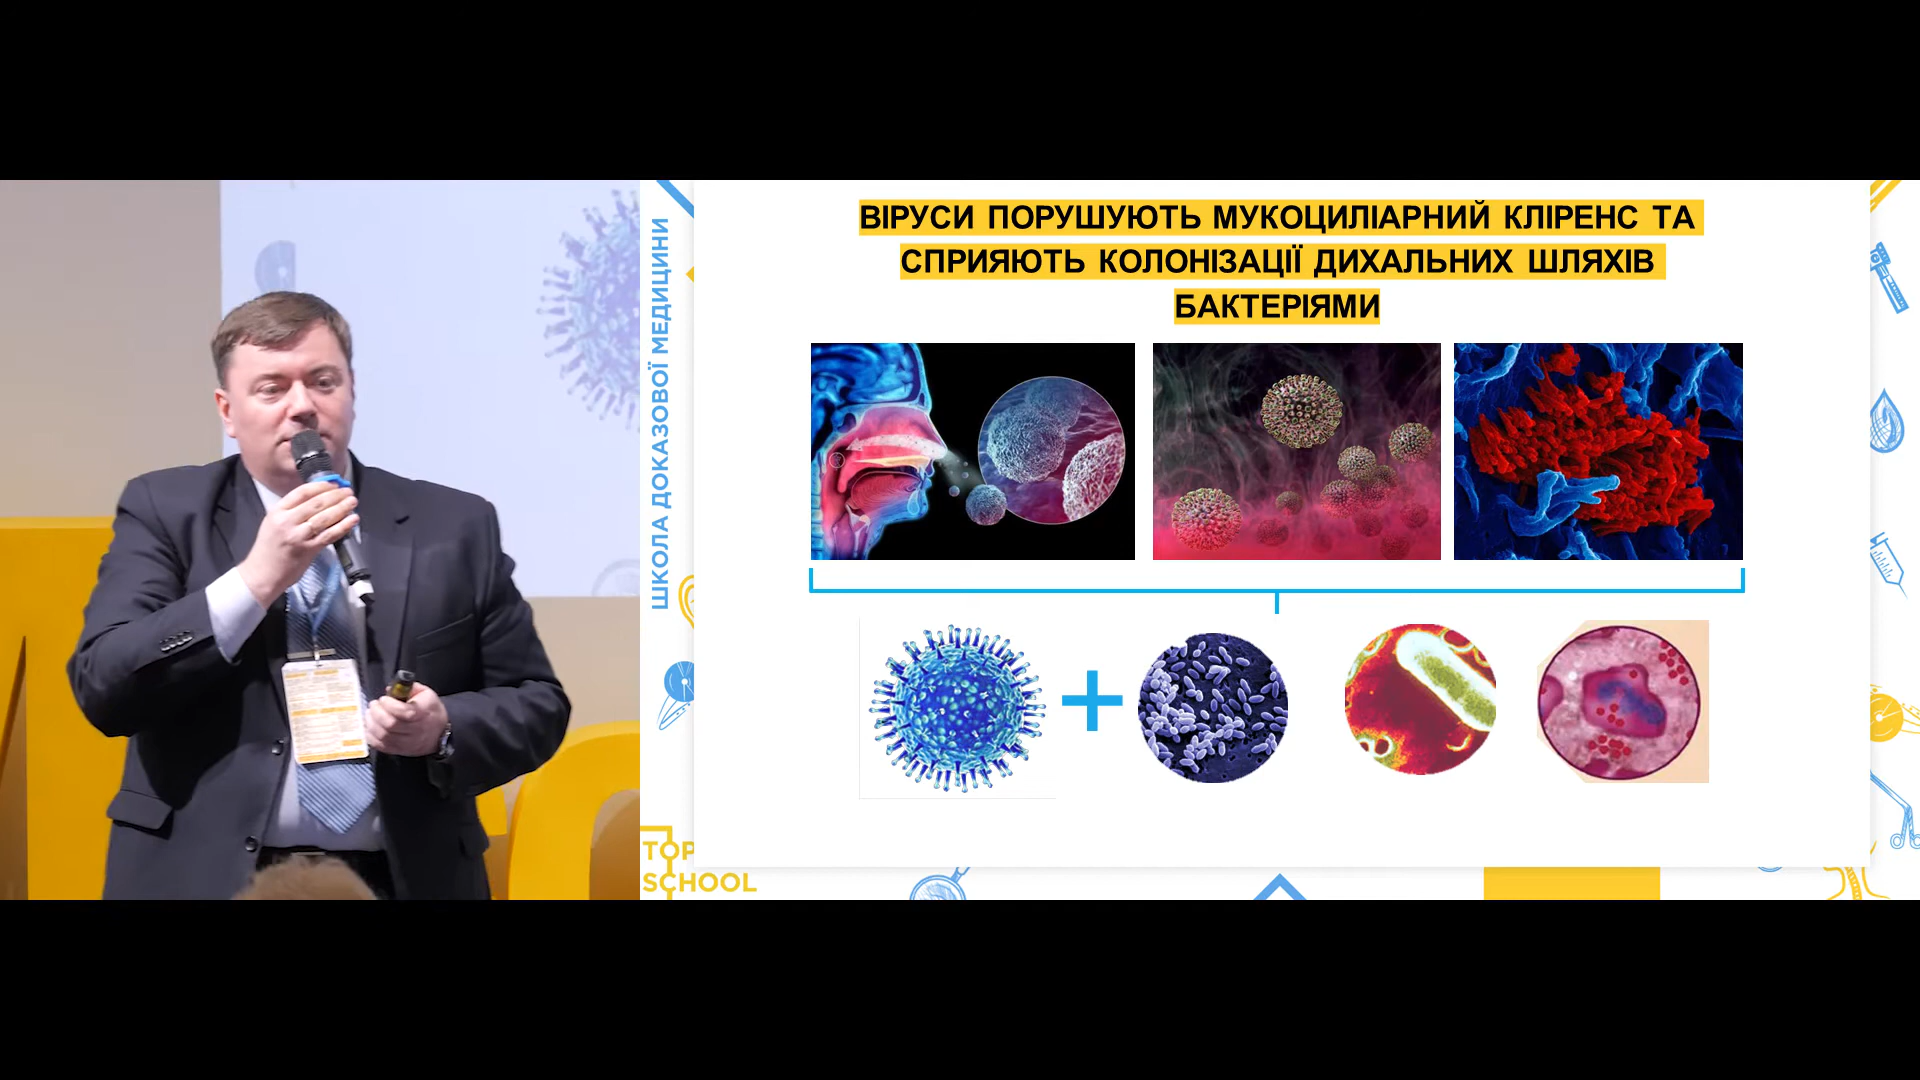 ШКОЛА ДОКАЗОВОЇ МЕДИЦИНИ
ВІРУСИ ПОРУШУЮТЬ МУКОЦИЛІАРНИЙ КЛІРЕНС ТА
СПРИЯЮТЬ КОЛОНІЗАЦІЇ ДИХАЛЬНИХ ШЛЯХІВ
БАКТЕРІЯМИ
TOP
SCHOOL